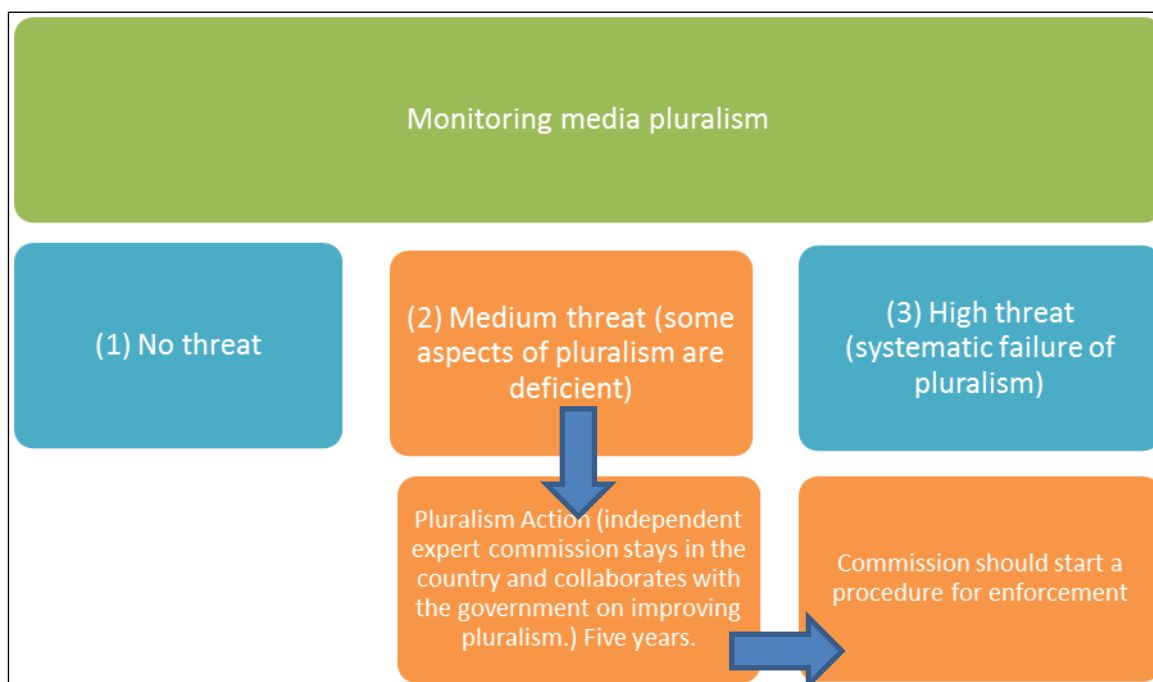 Monitoring media pluralism
(1) No threat
(2) Medium threat (some
aspects of pluralism are
deficient)
(3) High threat
(systematic failure of
pluralism)
Pluralism Action (independent
expert commission stays in the
country and collaborates with
the government on improving
pluralism.) Five years.
Commission should start a
procedure for enforcement